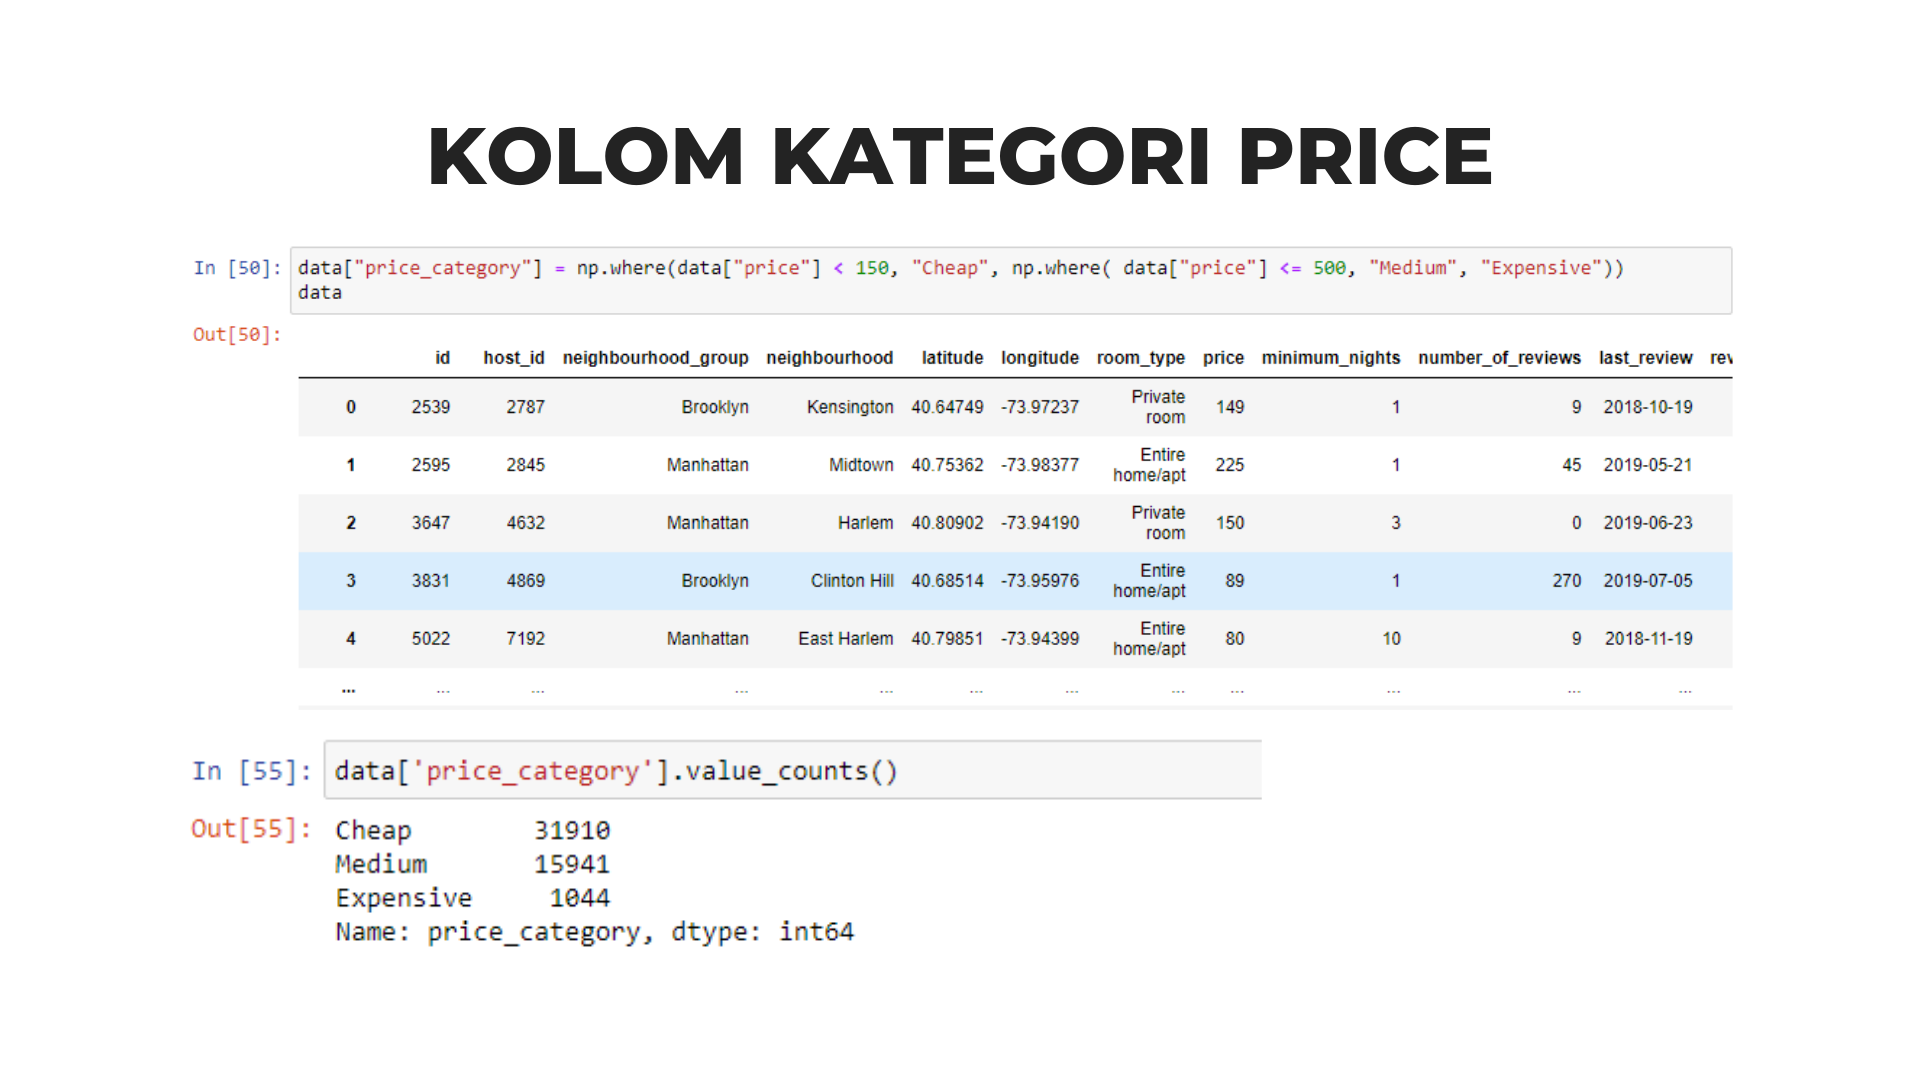 KOLOM KATEGORI PRICE
In [50]: data["price_category"] = np.where(data["price"] < 150, "Cheap", np.where( data["price"] <= 500, "Medium", "Expensive"))
data
Out[50]:
id host_id neighbourhood_group neighbourhood latitude longitude room_type price minimum_nights number_of_reviews last_review rev
0 2539 2787 Brooklyn Kensington 40.64749 -73.97237 Private room 149 1 9 2018-10-19
1 2595 2845 Manhattan Midtown 40.75362 -73.98377 Entire home/apt 225 1 45 2019-05-21
2 3647 4632 Manhattan Harlem 40.80902 -73.94190 Private room 150 3 0 2019-06-23
3 3831 4869 Brooklyn Clinton Hill 40.68514 -73.95976 Entire home/apt 89 1 270 2019-07-05
4 5022 7192 Manhattan East Harlem 40.79851 -73.94399 Entire home/apt 80 10 9 2018-11-19
... ... ... ... ... ... ... ... ... ... ... ...
In [55]: data['price_category'].value_counts()
Out[55]: Cheap 31910
Medium 15941
Expensive 1044
Name: price_category, dtype: int64